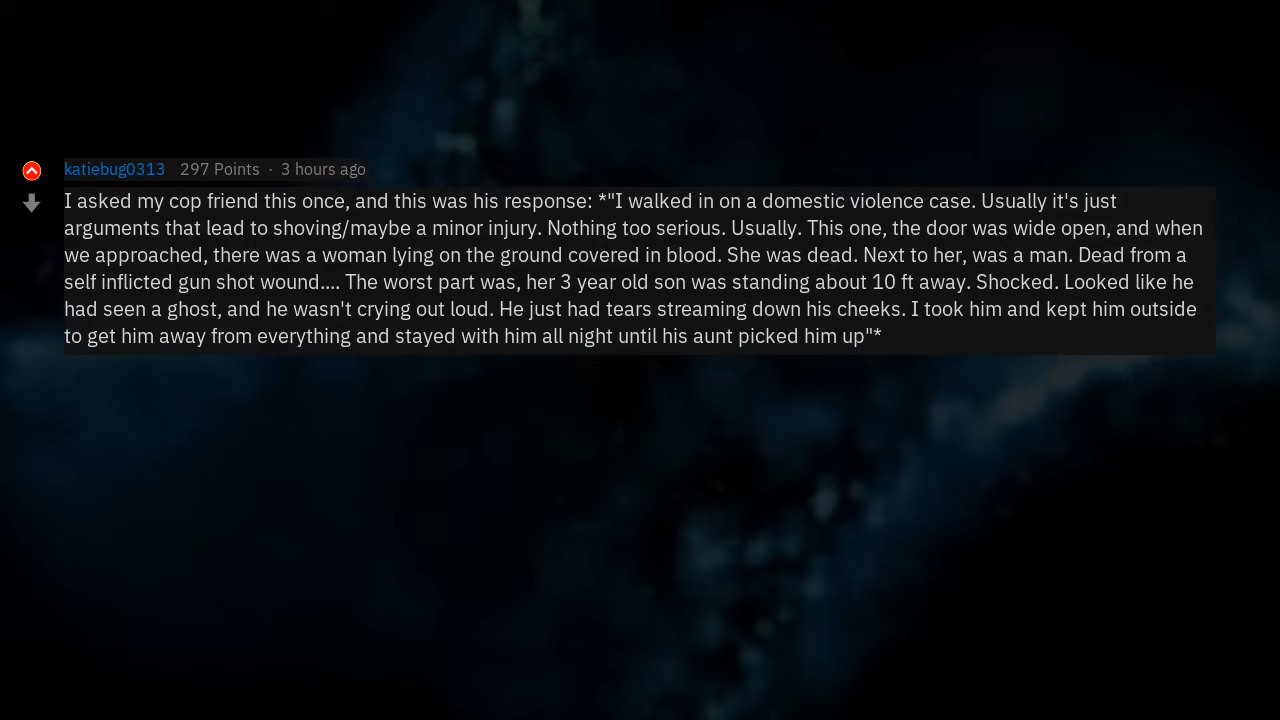 katiebug0313 297 Points · 3 hours ago
I asked my cop friend this once, and this was his response: *"I walked in on a domestic violence case. Usually it's just
arguments that lead to shoving/maybe a minor injury. Nothing too serious. Usually. This one, the door was wide open, and when
we approached, there was a woman lying on the ground covered in blood. She was dead. Next to her, was a man. Dead from a
self inflicted gun shot wound.... The worst part was, her 3 year old son was standing about 10 ft away. Shocked. Looked like he
had seen a ghost, and he wasn't crying out loud. He just had tears streaming down his cheeks. I took him and kept him outside
to get him away from everything and stayed with him all night until his aunt picked him up"*